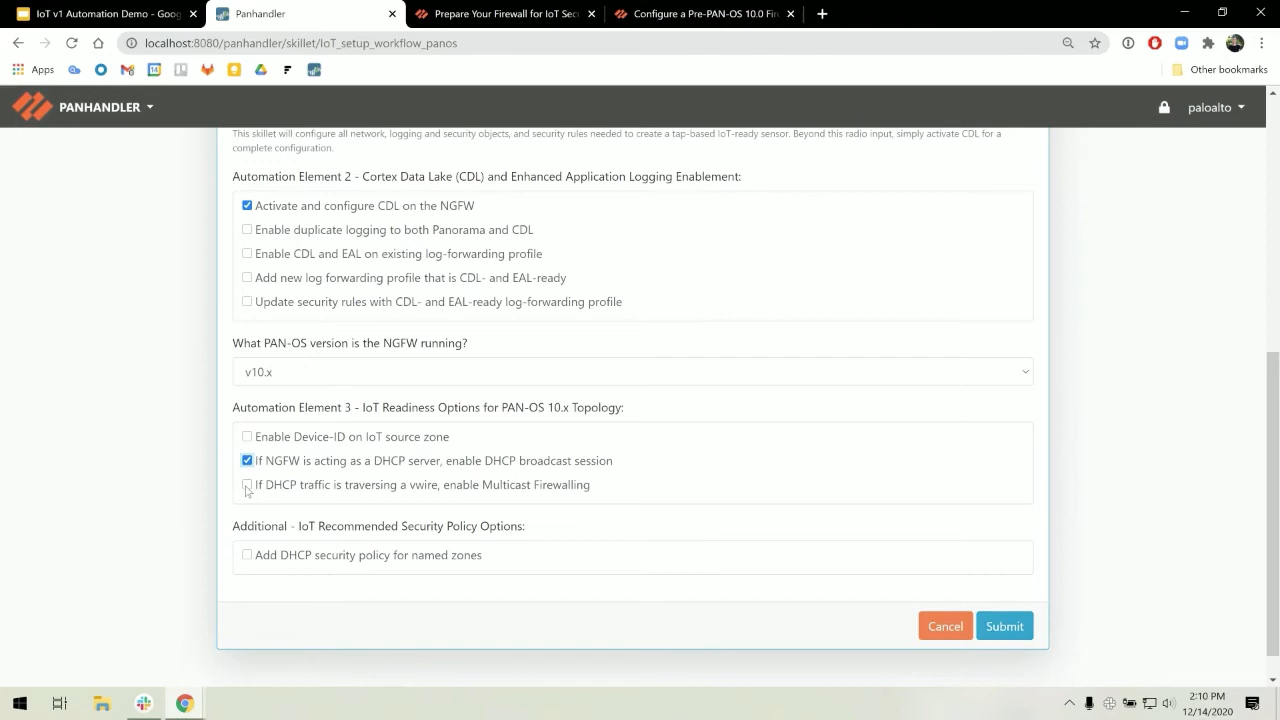 IoT v1 Automation Demo - Goog
Panhandler
Prepare Your Firewall for IoT Sec
Configure a Pre-PAN-OS 10.0 Fir
localhost:8080/panhandler/skillet/IoT_setup_workflow_panos
Apps
Other bookmarks
PANHANDLER
paloalto
This skillet will configure all network, logging and security objects, and security rules needed to create a tap-based IoT-ready sensor. Beyond this radio input, simply activate CDL for a
complete configuration.
Automation Element 2 - Cortex Data Lake (CDL) and Enhanced Application Logging Enablement:
Activate and configure CDL on the NGFW
Enable duplicate logging to both Panorama and CDL
Enable CDL and EAL on existing log-forwarding profile
Add new log forwarding profile that is CDL- and EAL-ready
Update security rules with CDL- and EAL-ready log-forwarding profile
What PAN-OS version is the NGFW running?
v10.x
Automation Element 3 - IoT Readiness Options for PAN-OS 10.x Topology:
Enable Device-ID on IoT source zone
If NGFW is acting as a DHCP server, enable DHCP broadcast session
If DHCP traffic is traversing a vwire, enable Multicast Firewalling
Additional - IoT Recommended Security Policy Options:
Add DHCP security policy for named zones
Cancel
Submit
2:10 PM
12/14/2020